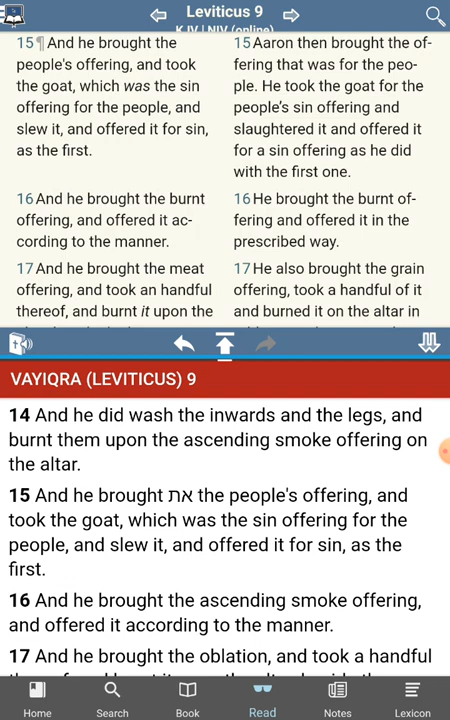 Leviticus 9
KJV | NIV (online)
15¶ And he brought the
people's offering, and took
the goat, which was the sin
offering for the people, and
slew it, and offered it for sin,
as the first.
16 And he brought the burnt
offering, and offered it ac-
cording to the manner.
17 And he brought the meat
offering, and took an handful
thereof, and burnt it upon the
15 Aaron then brought the of-
fering that was for the peo-
ple. He took the goat for the
people's sin offering and
slaughtered it and offered it
for a sin offering as he did
with the first one.
16 He brought the burnt of-
fering and offered it in the
prescribed way.
17 He also brought the grain
offering, took a handful of it
and burned it on the altar in
VAYIQRA (LEVITICUS) 9
14 And he did wash the inwards and the legs, and
burnt them upon the ascending smoke offering on
the altar.
15 And he brought את the people's offering, and
took the goat, which was the sin offering for the
people, and slew it, and offered it for sin, as the
first.
16 And he brought the ascending smoke offering,
and offered it according to the manner.
17 And he brought the oblation, and took a handful
Home
Search
Book
Read
Notes
Lexicon